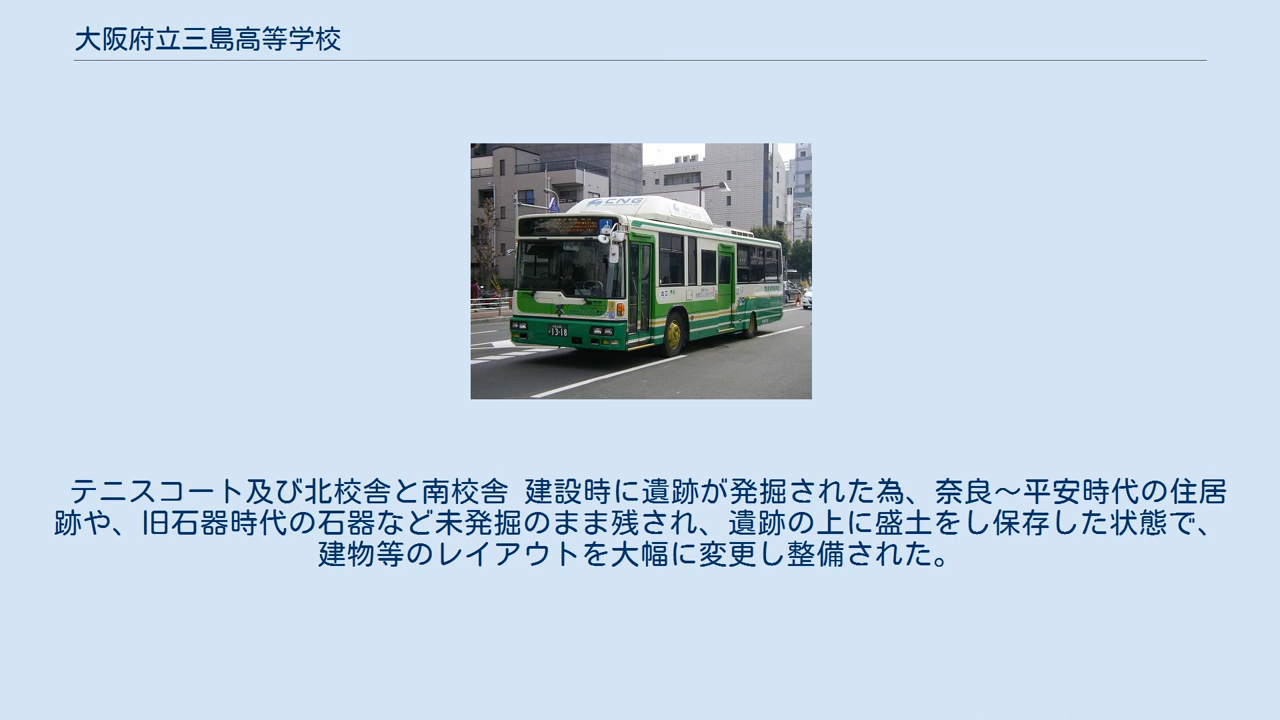 大阪府立三島高等学校
CNG
13-18
テニスコート及び北校舎と南校舎 建設時に遺跡が発掘された為、奈良～平安時代の住居
跡や、旧石器時代の石器など未発掘のまま残され、遺跡の上に盛土をし保存した状態で、
建物等のレイアウトを大幅に変更し整備された。